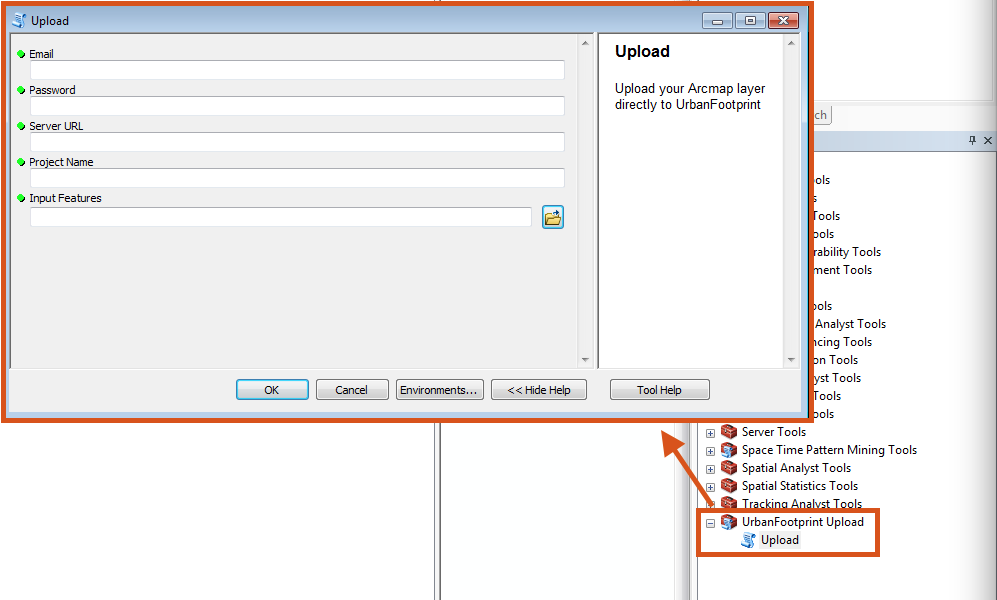 Upload
Email
Password
Server URL
Project Name
Input Features
OK
Cancel
Environments...
<< Hide Help
Upload
Upload your Arcmap layer
directly to UrbanFootprint
Tool Help
ch
ools
s
Tools
ools
rability Tools
ment Tools
ools
Analyst Tools
ncing Tools
on Tools
yst Tools
Tools
ools
Server Tools
Space Time Pattern Mining Tools
Spatial Analyst Tools
Spatial Statistics Tools
Tracking Analyst Tools
UrbanFootprint Upload
Upload